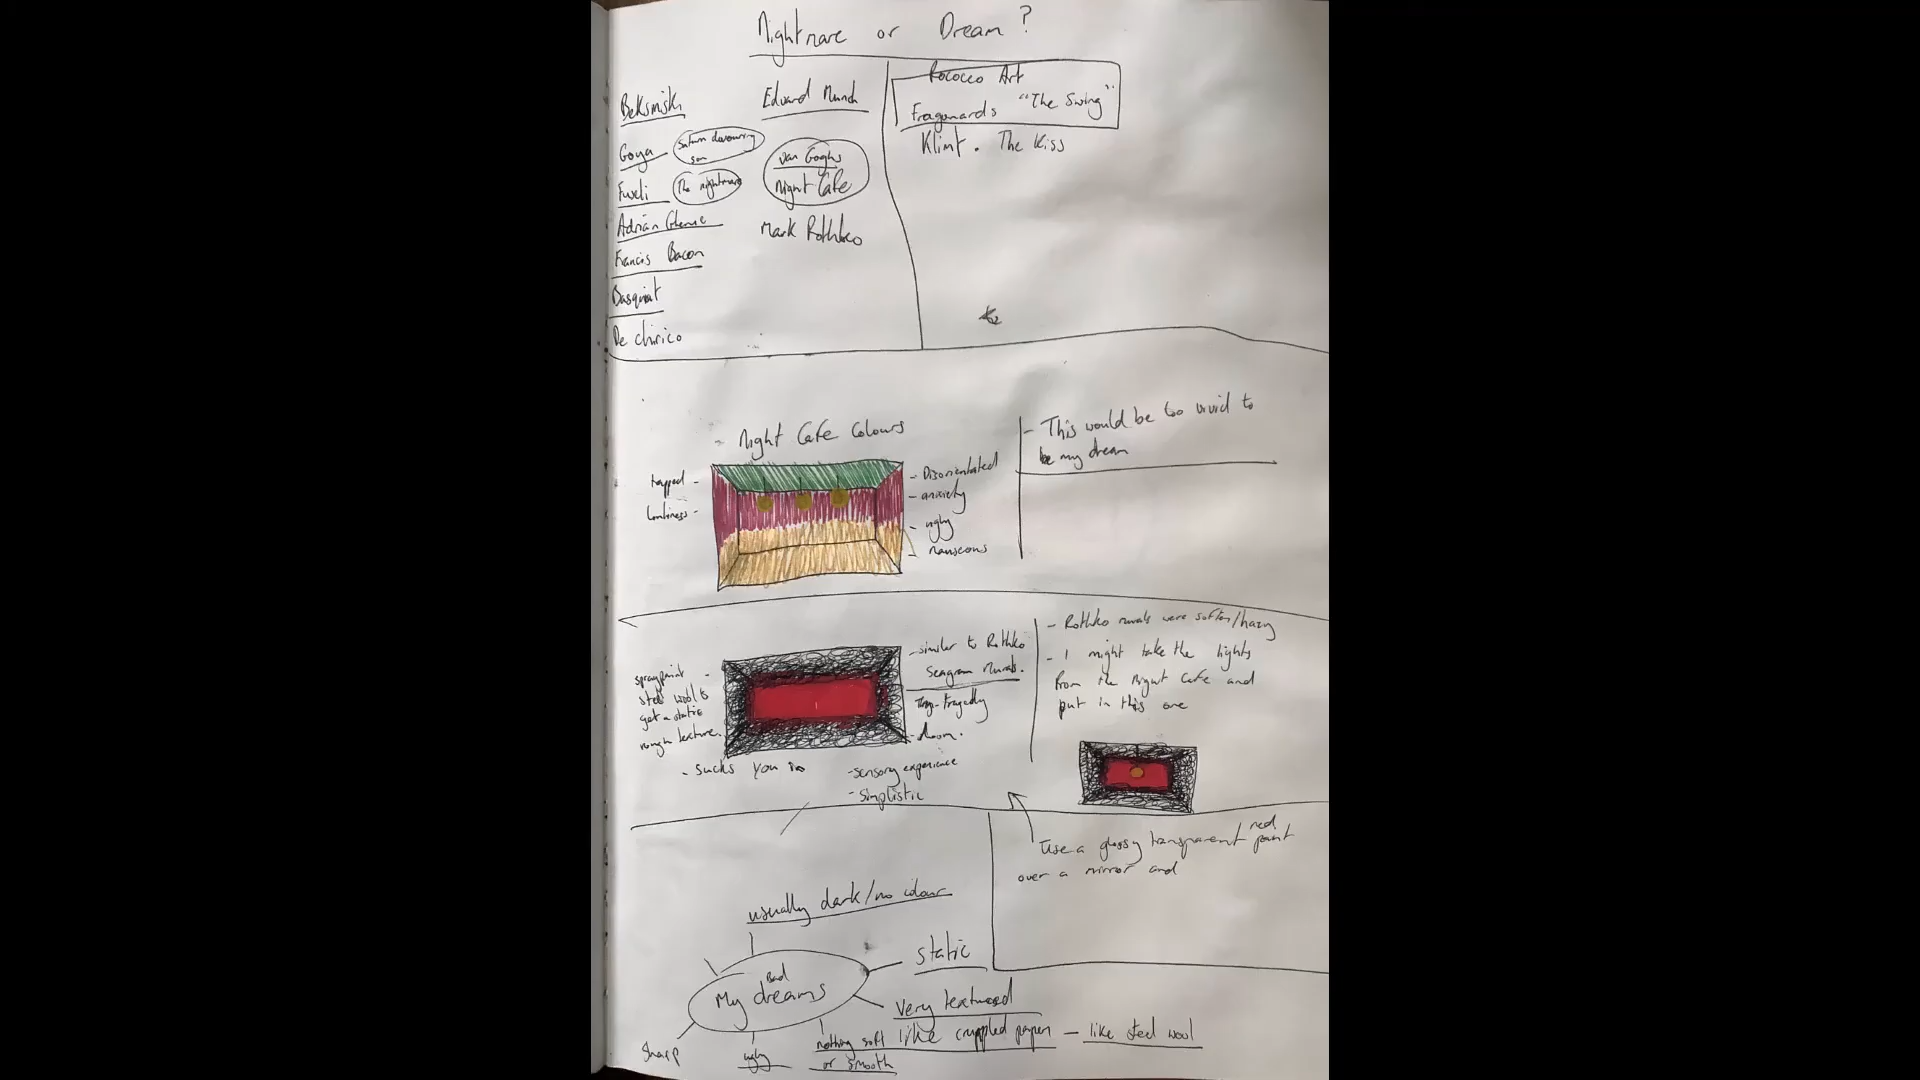 Nightmare or Dream?
Beksinski
Goya
Saturn devouring
son
Fuseli
The nightmare
Adrian Ghenie
Francis Bacon
Basquiat
De chirico
Edvard Munch
van Goghs
night Cafe
Mark Rothko
Rococco Art
Fragonards "The Swing"
Klimt. The Kiss
- Night Cafe Colours
trapped -
lonliness -
- Disorientated
- anxiety
- ugly
- nauseous
- This would be too vivid to
be my dream
spraypaint -
steel wool to
get a static
rough texture.
- sucks you in
- similar to Rothko
Seagram Murals.
- tragedy
- doom.
- sensory experience
- simplistic
- Rothko murals were softer/hazy
- I might take the lights
from the Night Cafe and
put in this one
Use a glossy transparent red paint
over a mirror and
usually dark/no colour
My Bad dreams
static
very textured
like crumpled paper - like steel wool
nothing soft
or smooth
ugly
Sharp